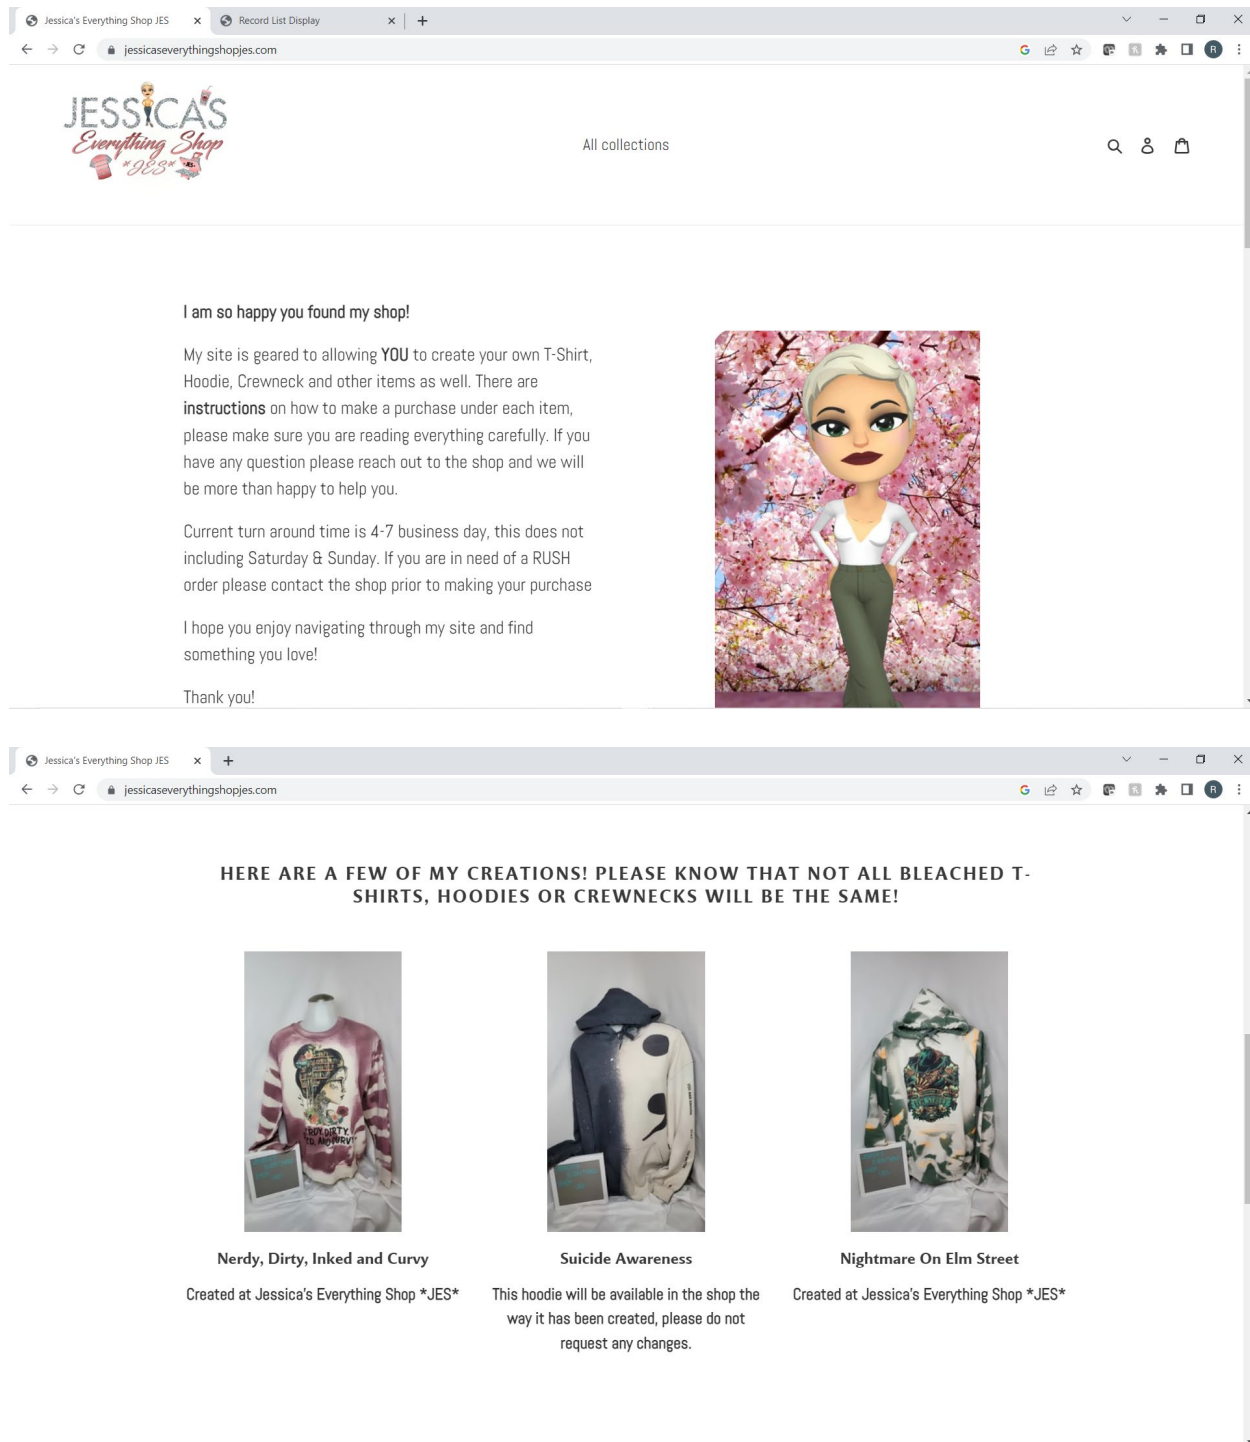 Jessica's Everything Shop JES
Record List Display
jessicaseverythingshopjes.com
R
JESSICA'S
Everything Shop
*JES*
All collections
I am so happy you found my shop!
My site is geared to allowing YOU to create your own T-Shirt,
Hoodie, Crewneck and other items as well. There are
instructions on how to make a purchase under each item,
please make sure you are reading everything carefully. If you
have any question please reach out to the shop and we will
be more than happy to help you.
Current turn around time is 4-7 business day, this does not
including Saturday & Sunday. If you are in need of a RUSH
order please contact the shop prior to making your purchase
I hope you enjoy navigating through my site and find
something you love!
Thank you!
Jessica's Everything Shop JES
jessicaseverythingshopjes.com
R
HERE ARE A FEW OF MY CREATIONS! PLEASE KNOW THAT NOT ALL BLEACHED T-
SHIRTS, HOODIES OR CREWNECKS WILL BE THE SAME!
Nerdy, Dirty, Inked and Curvy
Created at Jessica's Everything Shop *JES*
Suicide Awareness
This hoodie will be available in the shop the
way it has been created, please do not
request any changes.
Nightmare On Elm Street
Created at Jessica's Everything Shop *JES*